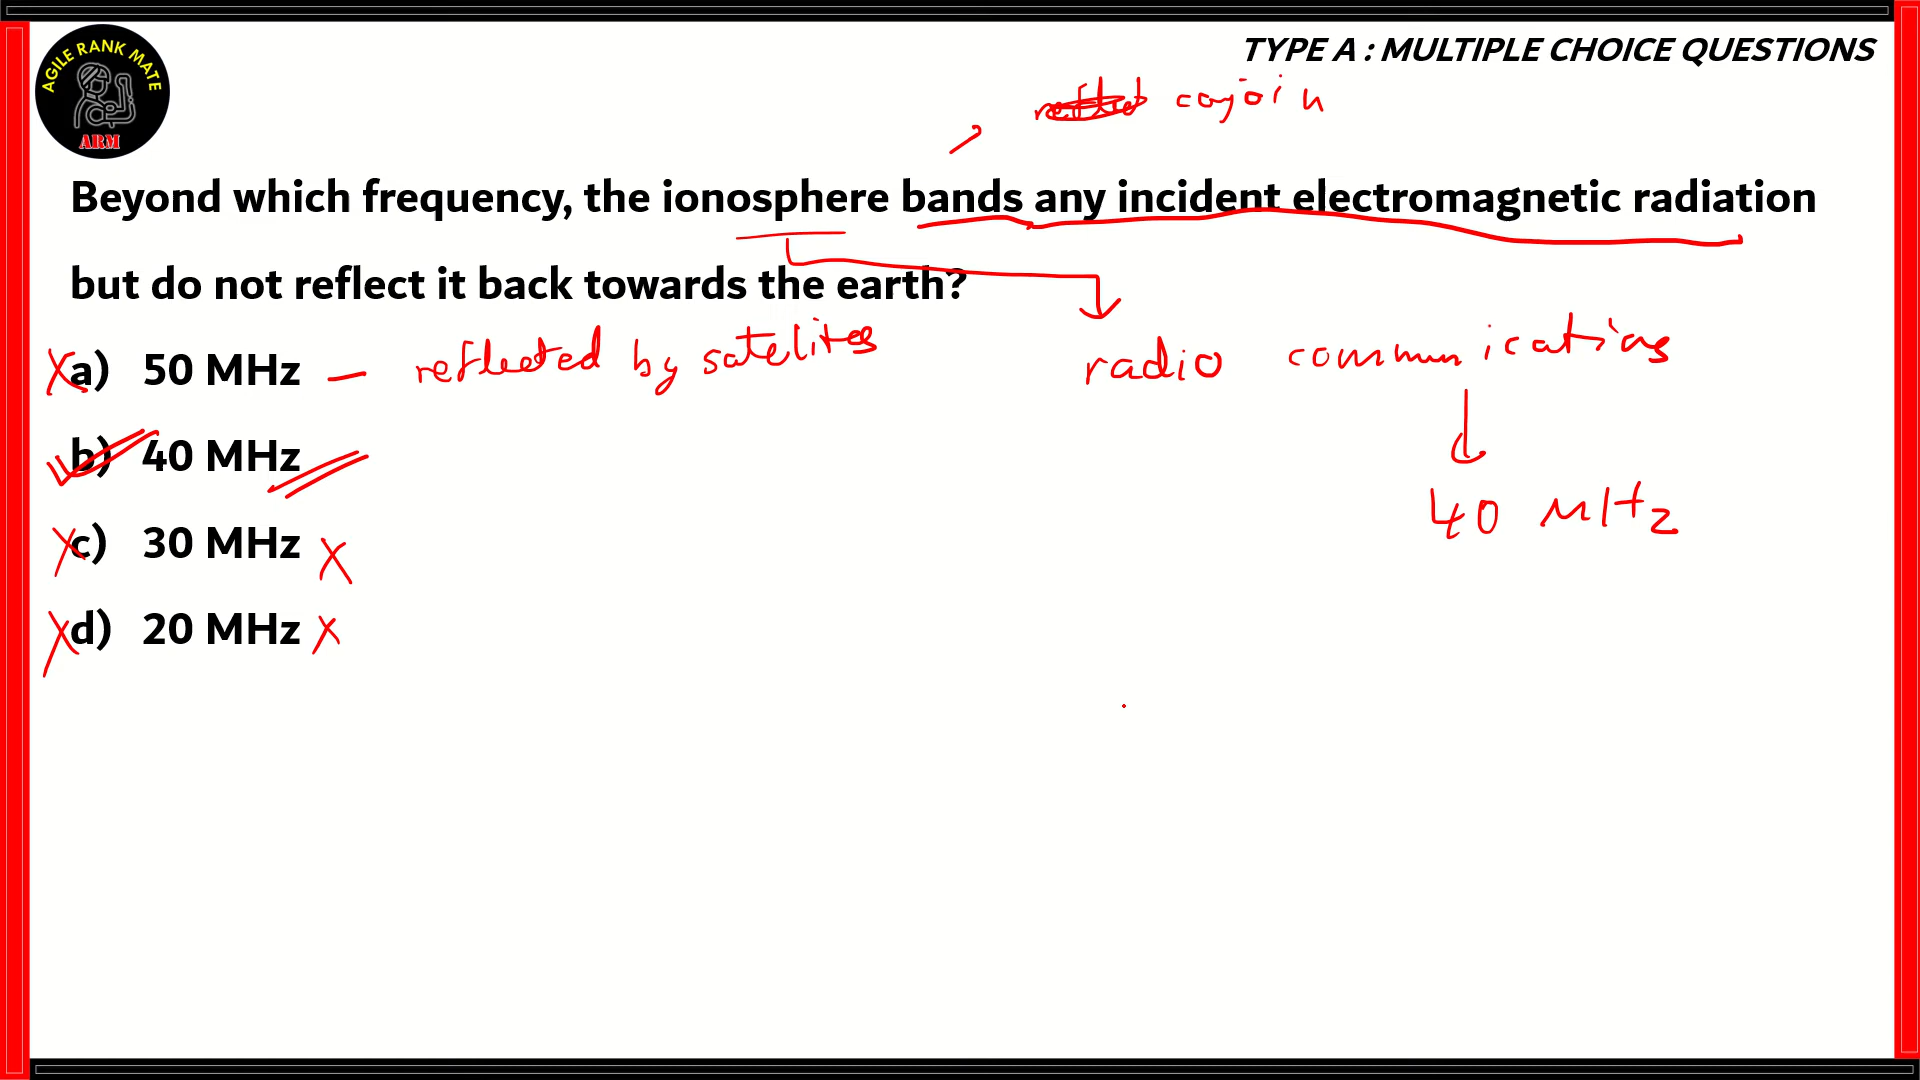 AGILE RANK MATE
ARM
TYPE A : MULTIPLE CHOICE QUESTIONS
cojoin
Beyond which frequency, the ionosphere bands any incident electromagnetic radiation
but do not reflect it back towards the earth?
a) 50 MHz – reflected by satelites
radio communications
b) 40 MHz
40 MHz
c) 30 MHz X
d) 20 MHz X